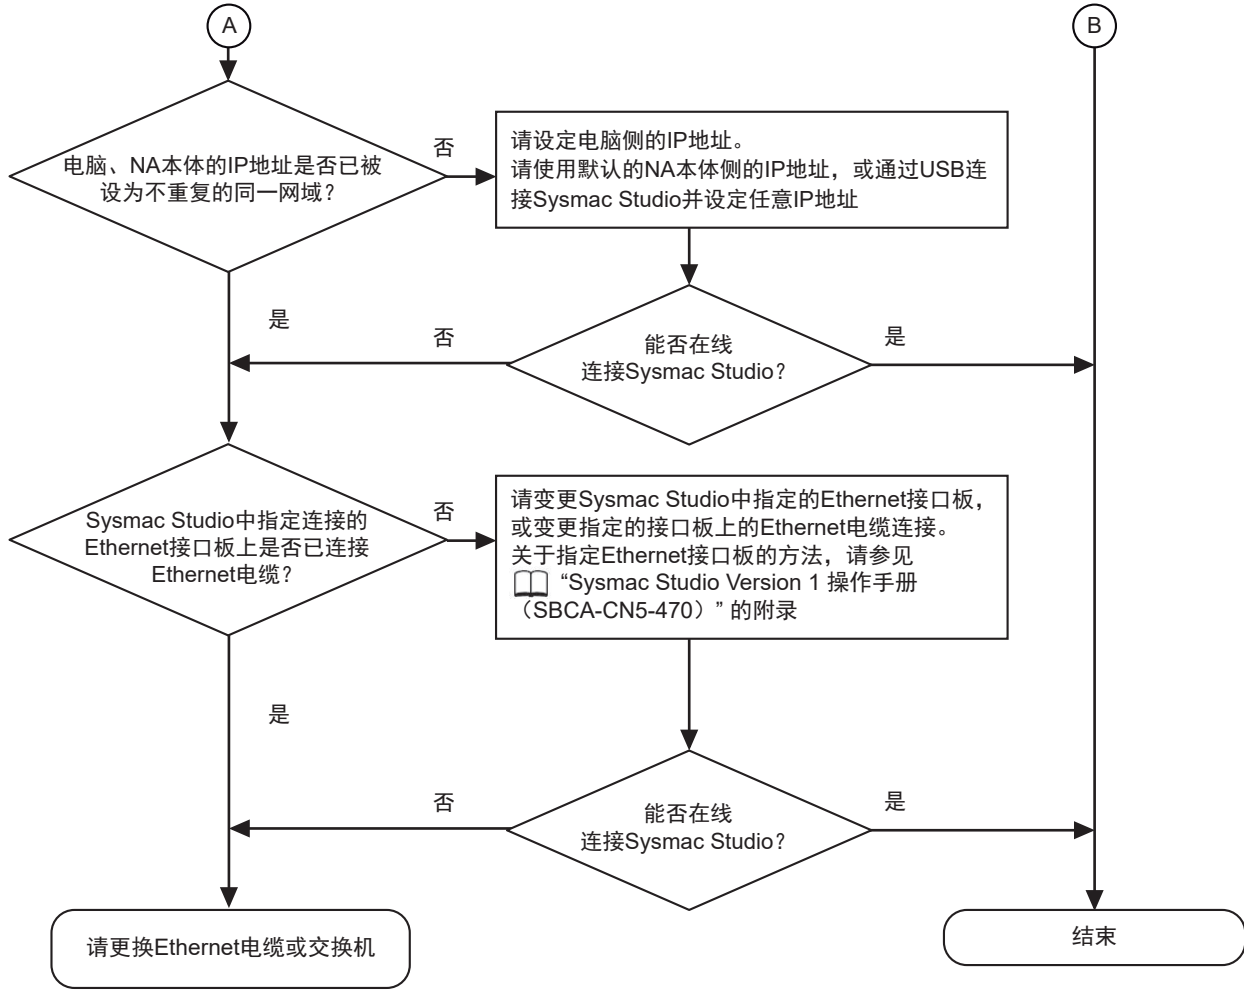 A
B
电脑、NA本体的IP地址是否已被
设为不重复的同一网域？
否
请设定电脑侧的IP地址。
请使用默认的NA本体侧的IP地址，或通过USB连
接Sysmac Studio并设定任意IP地址
是
否
能否在线
连接Sysmac Studio？
是
Sysmac Studio中指定连接的
Ethernet接口板上是否已连接
Ethernet电缆？
否
请变更Sysmac Studio中指定的Ethernet接口板，
或变更指定的接口板上的Ethernet电缆连接。
关于指定Ethernet接口板的方法，请参见
“Sysmac Studio Version 1 操作手册
（SBCA-CN5-470）” 的附录
是
否
能否在线
连接Sysmac Studio？
是
请更换Ethernet电缆或交换机
结束